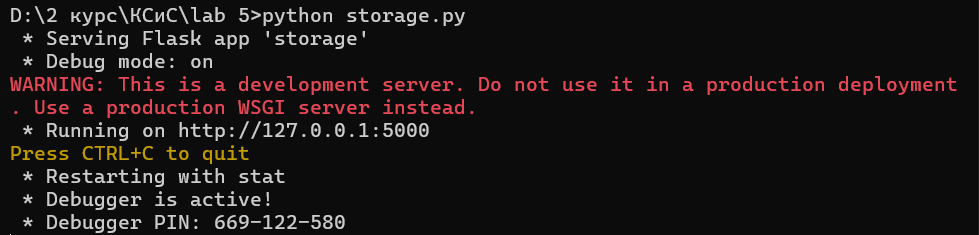 D:\2 курс\КСиС\lab 5>python storage.py
 * Serving Flask app 'storage'
 * Debug mode: on
WARNING: This is a development server. Do not use it in a production deployment
. Use a production WSGI server instead.
 * Running on http://127.0.0.1:5000
Press CTRL+C to quit
 * Restarting with stat
 * Debugger is active!
 * Debugger PIN: 669-122-580